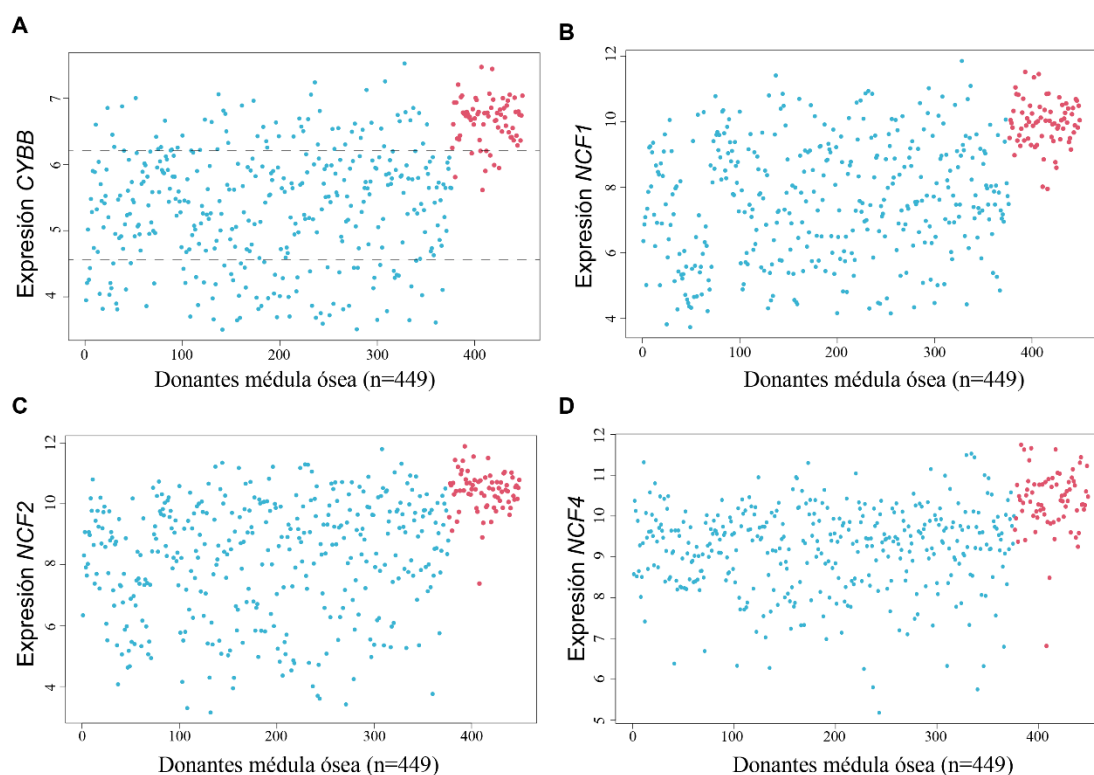 A
Expresión CYBB
7
6
5
4
0 100 200 300 400
Donantes médula ósea (n=449)
B
Expresión NCF1
12
10
8
6
4
0 100 200 300 400
Donantes médula ósea (n=449)
C
Expresión NCF2
12
10
8
6
4
0 100 200 300 400
Donantes médula ósea (n=449)
D
Expresión NCF4
12
11
10
9
8
7
6
5
0 100 200 300 400
Donantes médula ósea (n=449)